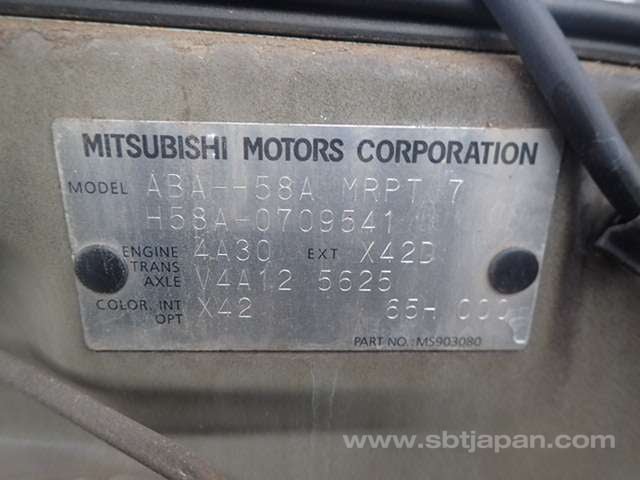 MITSUBISHI MOTORS CORPORATION
MODEL ABA-H58A MRPT 7
H58A-0709541
ENGINE 4A30 EXT X42D
TRANS
AXLE V4A12 5625
COLOR, INT X42 65H 000
OPT
PART NO.: MS903080
www.sbtjapan.com